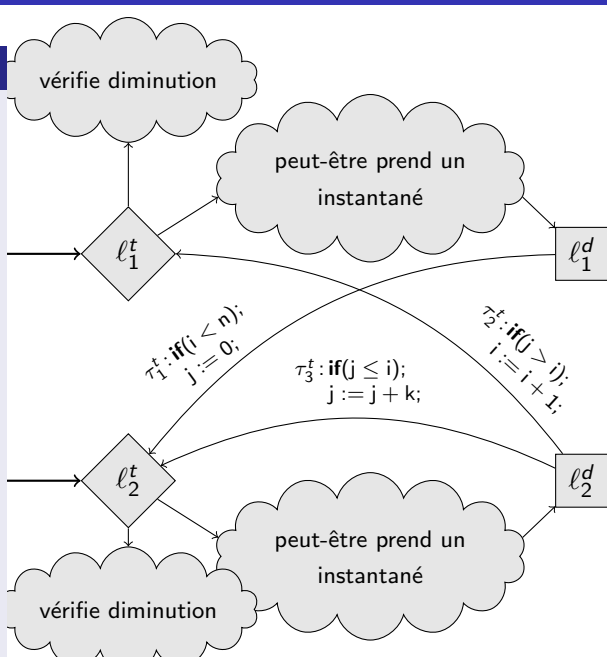 vérifie diminution
peut-être prend un
instantané
ℓ₁ᵗ
ℓ₁ᵈ
τ₁ᵗ: if(i < n);
j := 0;
τ₃ᵗ: if(j ≤ i);
j := j + k;
τ₂ᵗ: if(j > i);
i := i + 1;
ℓ₂ᵗ
ℓ₂ᵈ
peut-être prend un
instantané
vérifie diminution